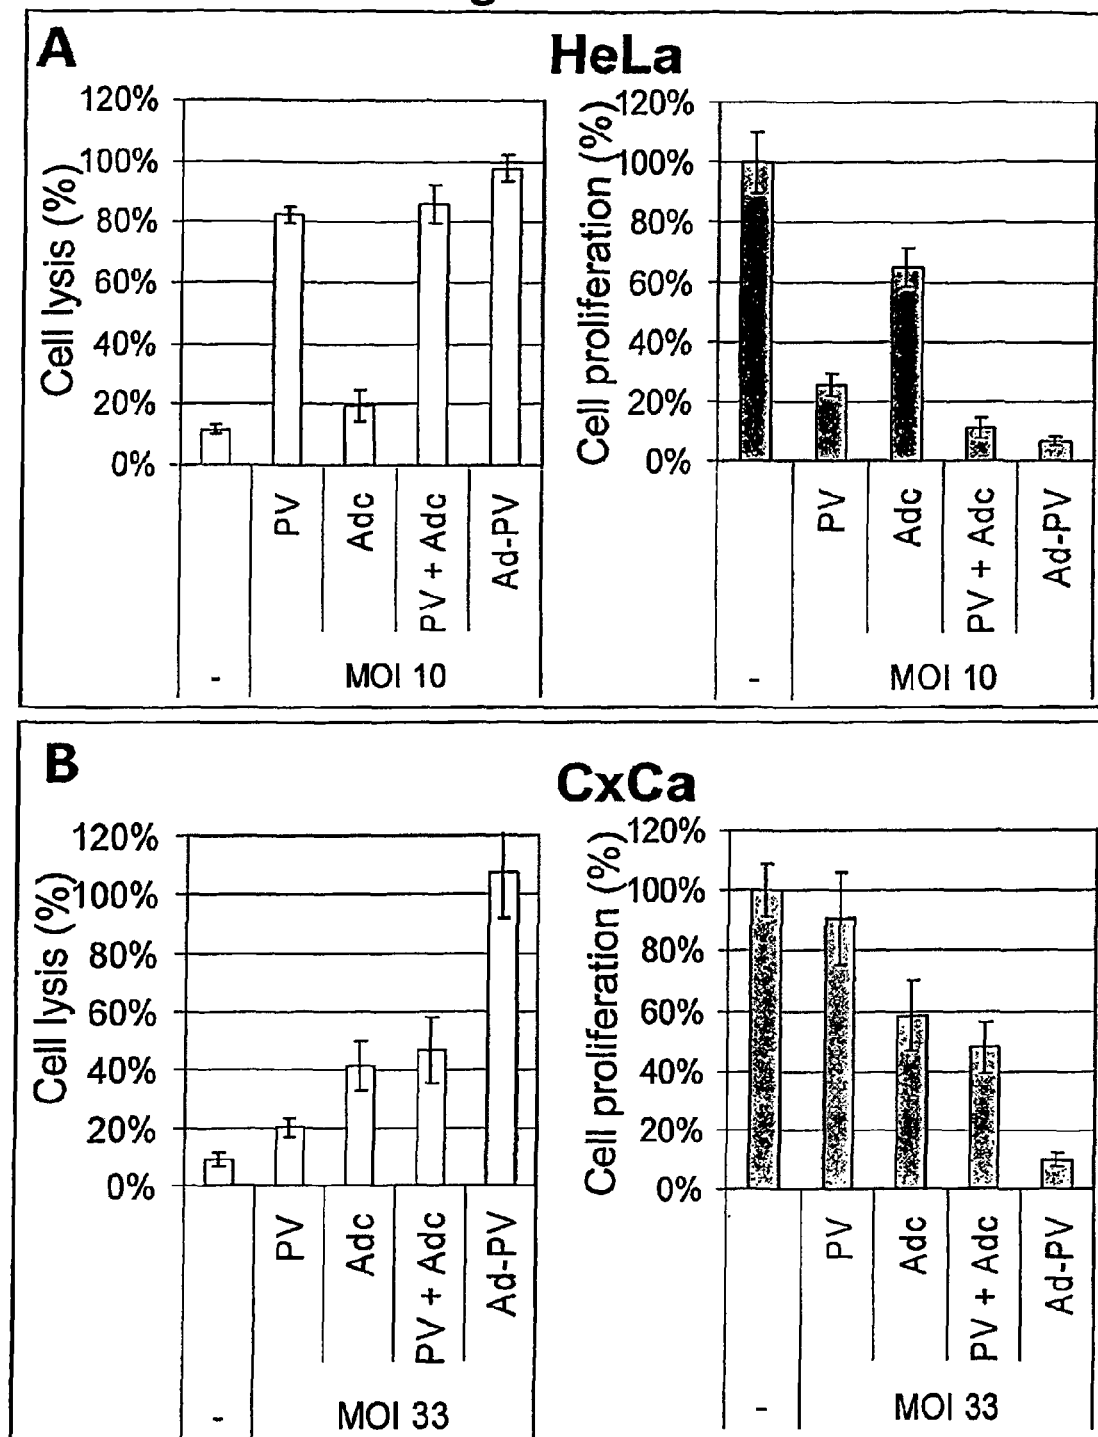 A
HeLa
Cell lysis (%)
120%
100%
80%
60%
40%
20%
0%
-
PV
Adc
PV + Adc
Ad-PV
MOI 10
Cell proliferation (%)
120%
100%
80%
60%
40%
20%
0%
-
PV
Adc
PV + Adc
Ad-PV
MOI 10
B
CxCa
Cell lysis (%)
120%
100%
80%
60%
40%
20%
0%
-
PV
Adc
PV + Adc
Ad-PV
MOI 33
Cell proliferation (%)
120%
100%
80%
60%
40%
20%
0%
-
PV
Adc
PV + Adc
Ad-PV
MOI 33